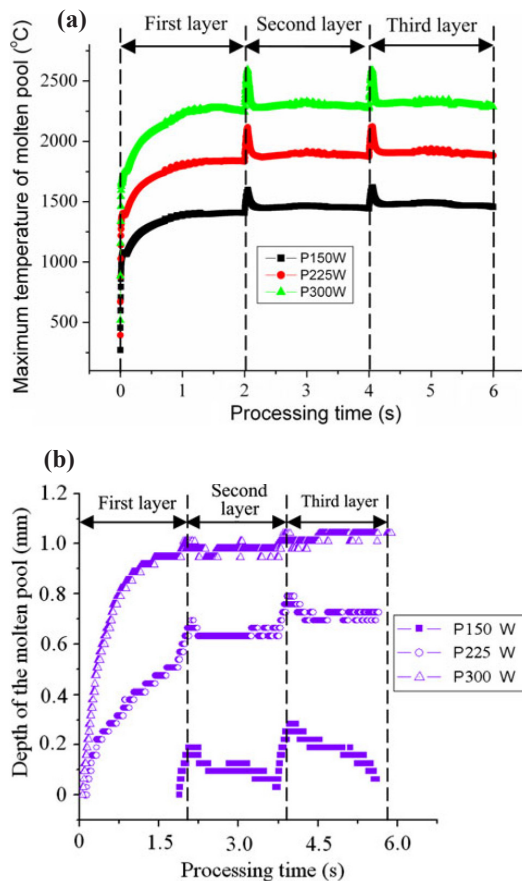 (a)
First layer Second layer Third layer
Maximum temperature of molten pool (°C)
2500
2000
1500
1000
500
P150W
P225W
P300W
0 1 2 3 4 5 6
Processing time (s)
(b)
First layer Second layer Third layer
Depth of the molten pool (mm)
1.2
1.0
0.8
0.6
0.4
0.2
0
P150 W
P225 W
P300 W
0 1.5 3.0 4.5 6.0
Processing time (s)